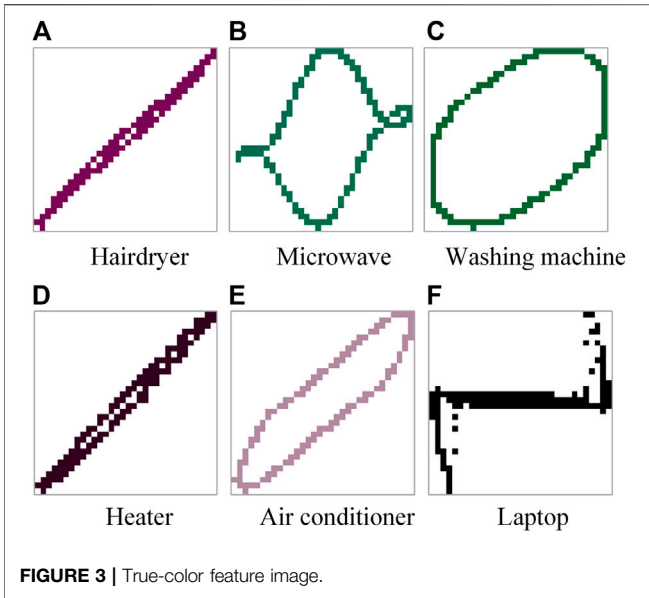 A B C
Hairdryer Microwave Washing machine
D E F
Heater Air conditioner Laptop
FIGURE 3 | True-color feature image.